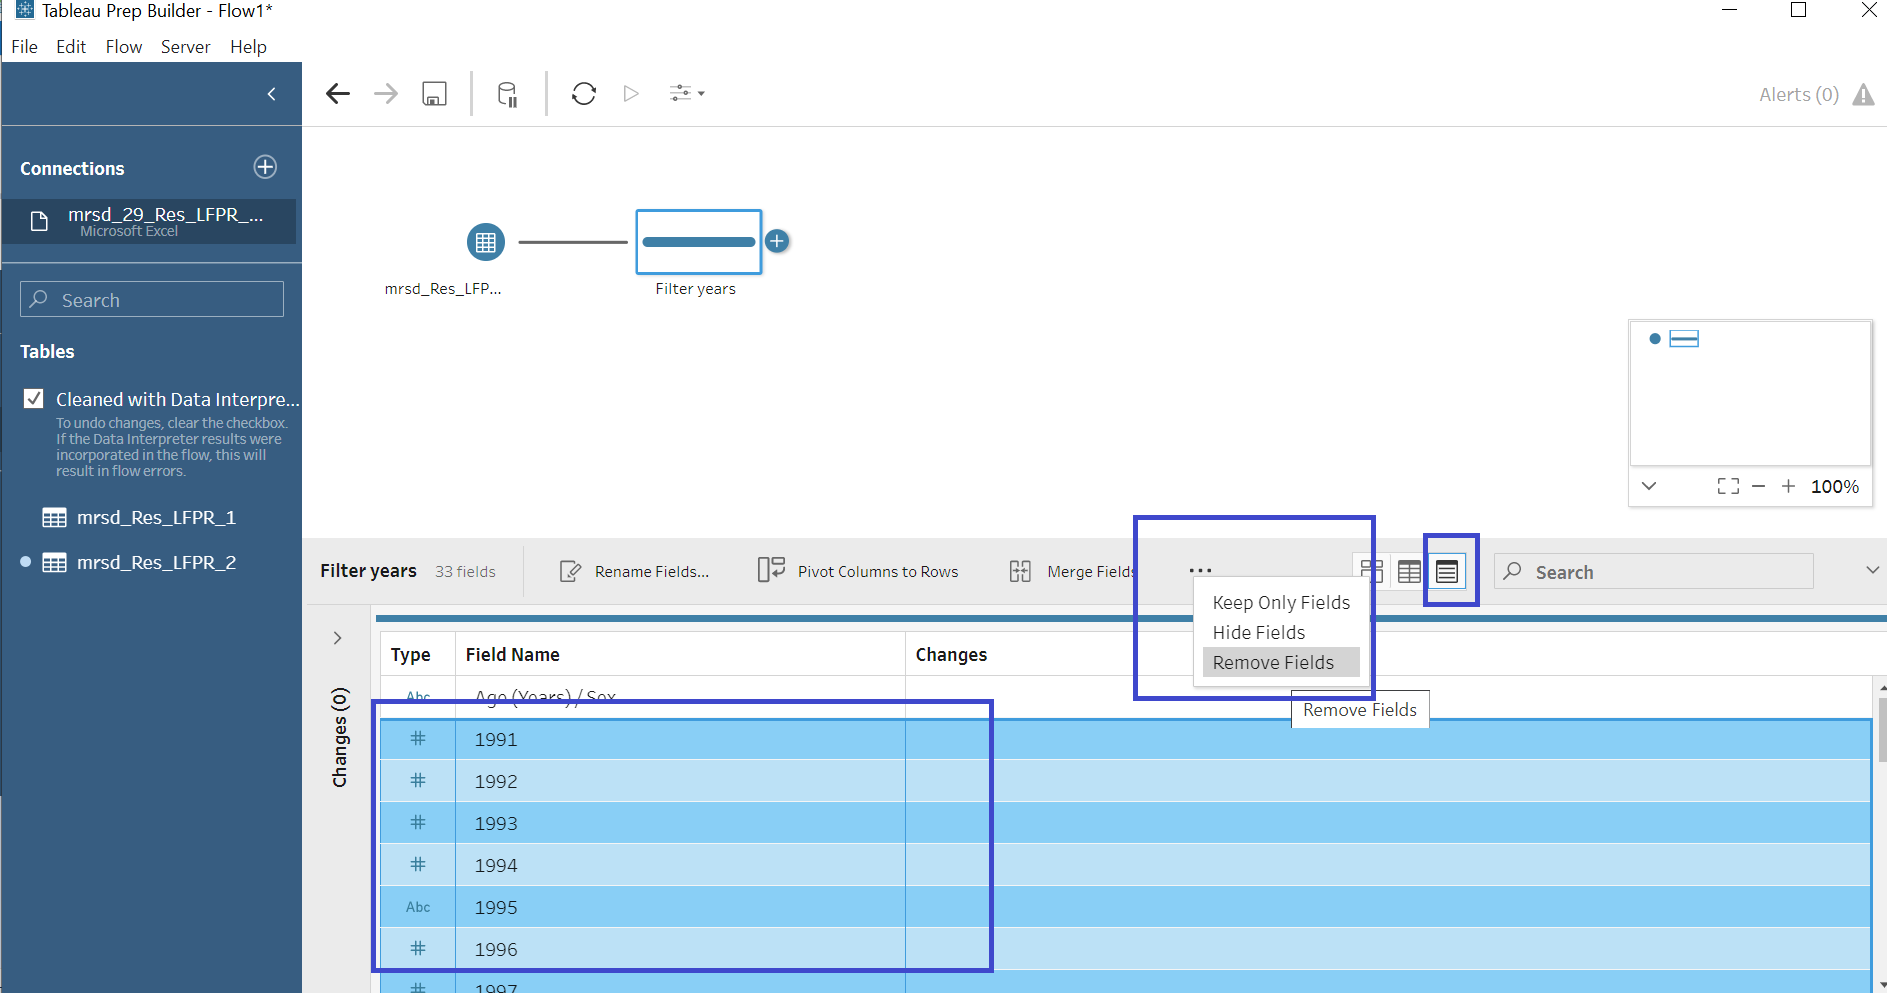 Tableau Prep Builder - Flow1*
File Edit Flow Server Help
Alerts (0)
Connections
mrsd_29_Res_LFPR_...
Microsoft Excel
Search
Tables
Cleaned with Data Interpre...
To undo changes, clear the checkbox.
If the Data Interpreter results were
incorporated in the flow, this will
result in flow errors.
mrsd_Res_LFPR_1
mrsd_Res_LFPR_2
mrsd_Res_LFP...
Filter years
100%
Filter years 33 fields Rename Fields... Pivot Columns to Rows Merge Fields ... Search
Keep Only Fields
Hide Fields
Remove Fields
Remove Fields
Changes (0)
Type Field Name Changes
Abc Age (Years) / Sex
# 1991
# 1992
# 1993
# 1994
Abc 1995
# 1996
# 1997